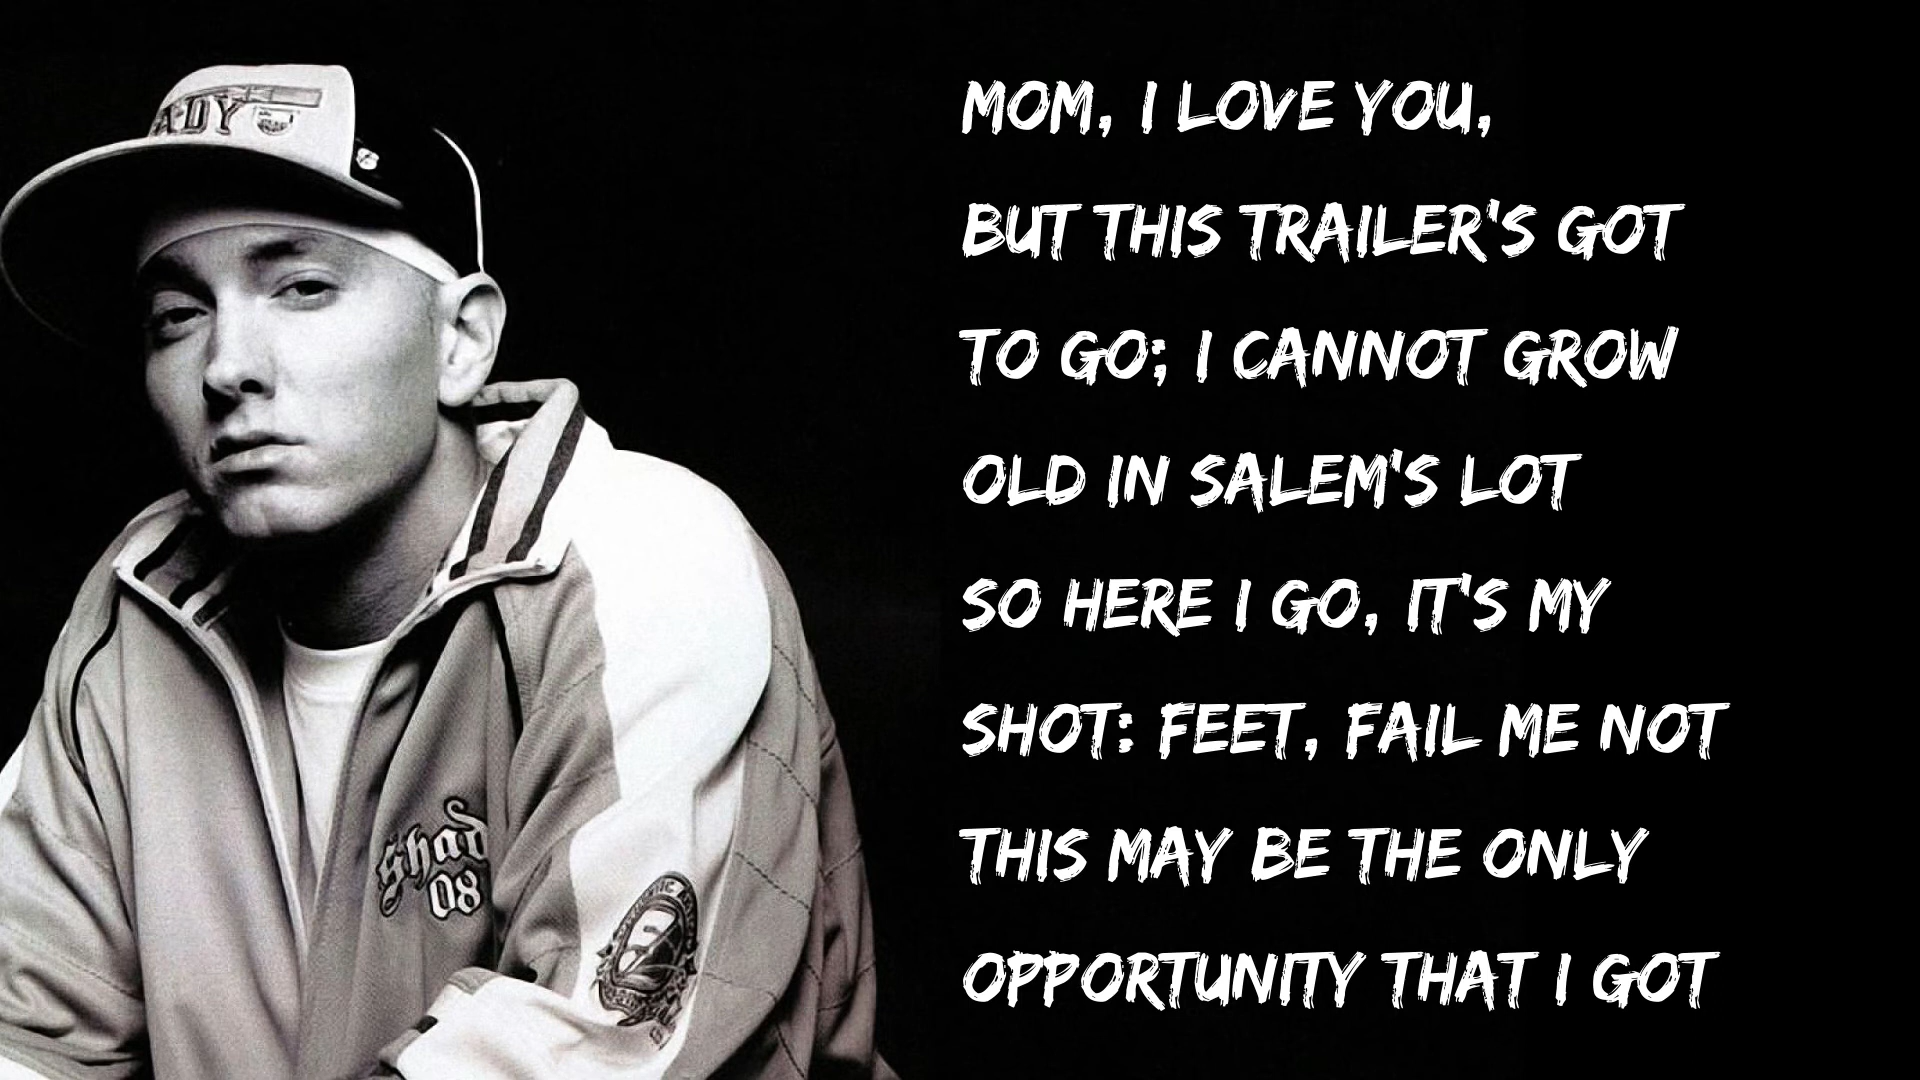 ADY
Shad
08
MOM, I LOVE YOU,
BUT THIS TRAILER'S GOT
TO GO; I CANNOT GROW
OLD IN SALEM'S LOT
SO HERE I GO, IT'S MY
SHOT: FEET, FAIL ME NOT
THIS MAY BE THE ONLY
OPPORTUNITY THAT I GOT